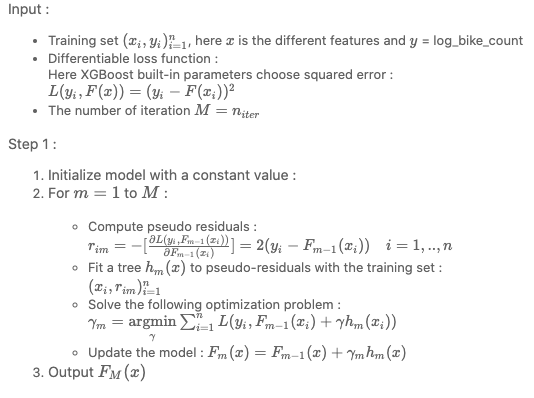 Input :
• Training set $(x_i, y_i)_{i=1}^n$, here $x$ is the different features and $y$ = log_bike_count
• Differentiable loss function :
Here XGBoost built-in parameters choose squared error :
$L(y_i, F(x)) = (y_i - F(x_i))^2$
• The number of iteration $M = n_{iter}$
Step 1 :
1. Initialize model with a constant value :
2. For $m = 1$ to $M$ :
◦ Compute pseudo residuals :
$r_{im} = -[\frac{\partial L(y_i, F_{m-1}(x_i))}{\partial F_{m-1}(x_i)}] = 2(y_i - F_{m-1}(x_i)) \quad i = 1, .., n$
◦ Fit a tree $h_m(x)$ to pseudo-residuals with the training set :
$(x_i, r_{im})_{i=1}^n$
◦ Solve the following optimization problem :
$\gamma_m = \underset{\gamma}{\mathrm{argmin}} \sum_{i=1}^n L(y_i, F_{m-1}(x_i) + \gamma h_m(x_i))$
◦ Update the model : $F_m(x) = F_{m-1}(x) + \gamma_m h_m(x)$
3. Output $F_M(x)$